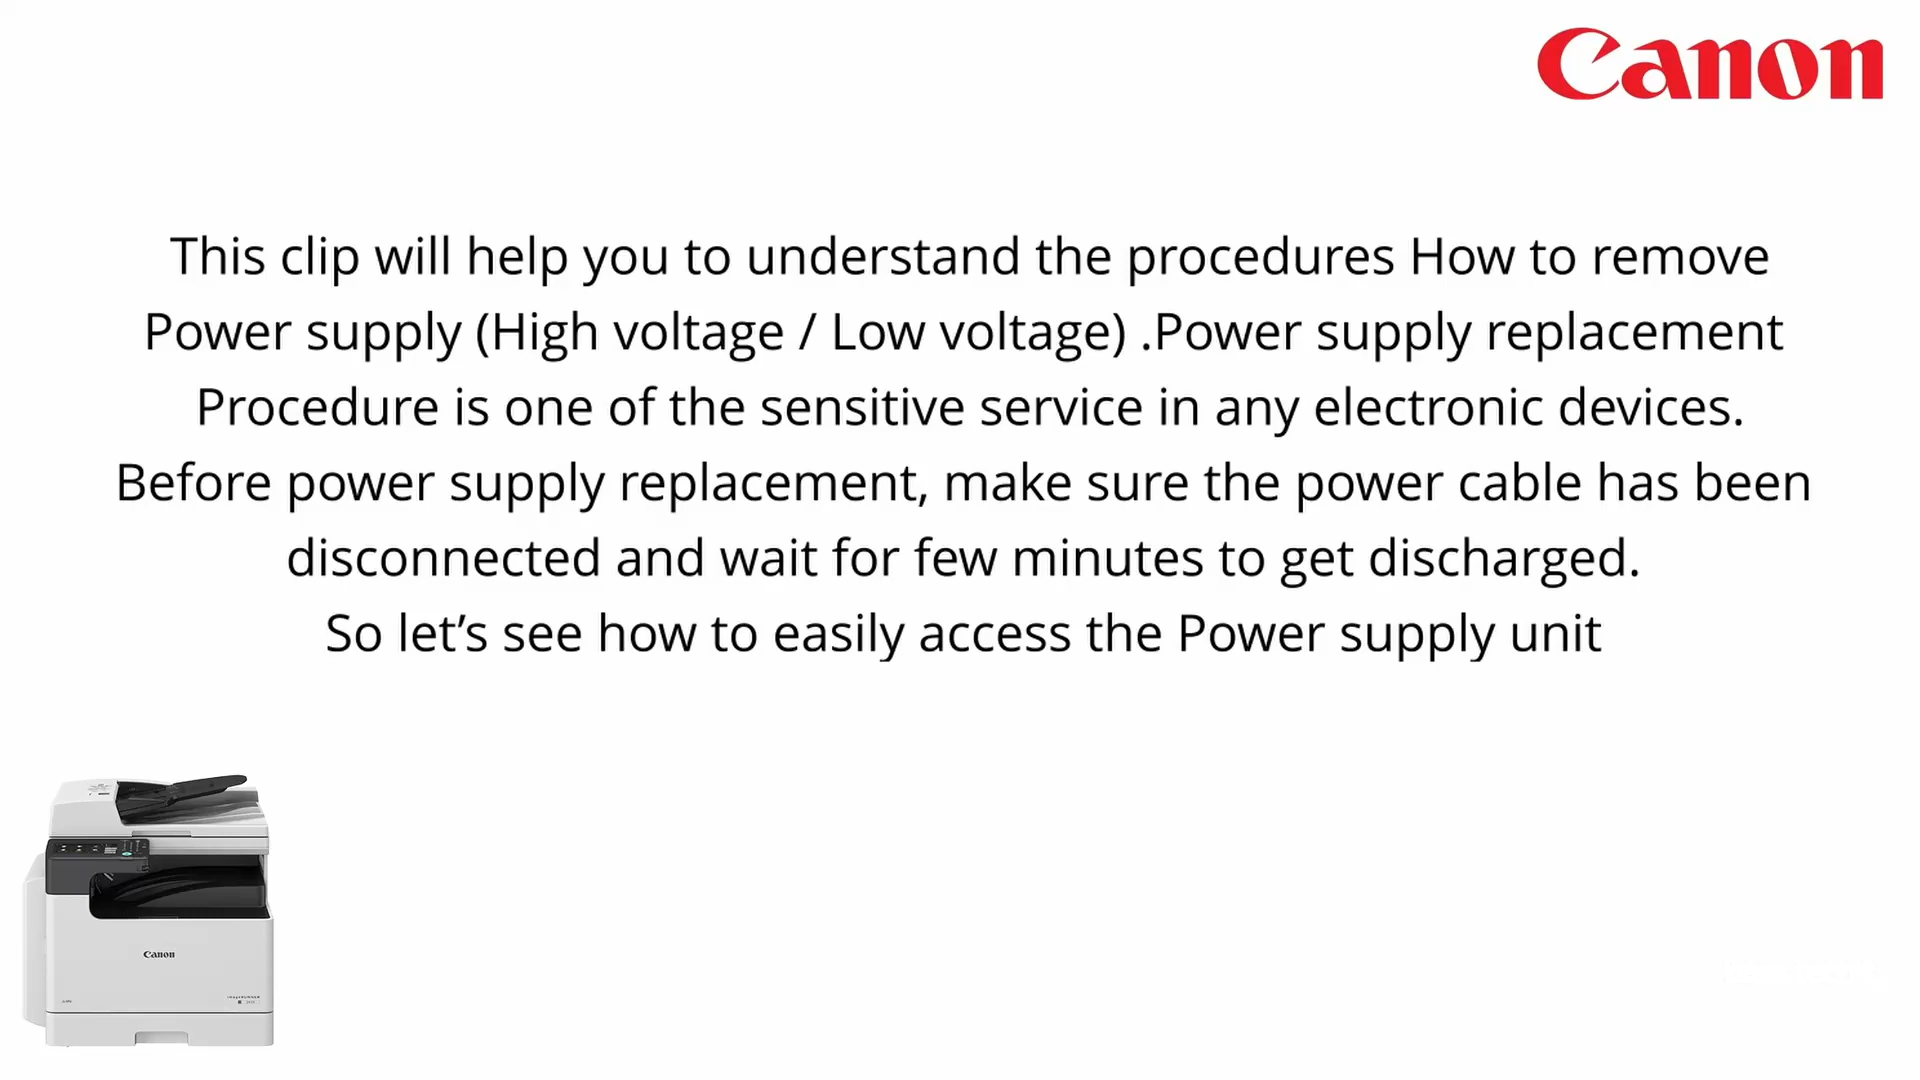 Canon
This clip will help you to understand the procedures How to remove
Power supply (High voltage / Low voltage) .Power supply replacement
Procedure is one of the sensitive service in any electronic devices.
Before power supply replacement, make sure the power cable has been
disconnected and wait for few minutes to get discharged.
So let’s see how to easily access the Power supply unit
Canon